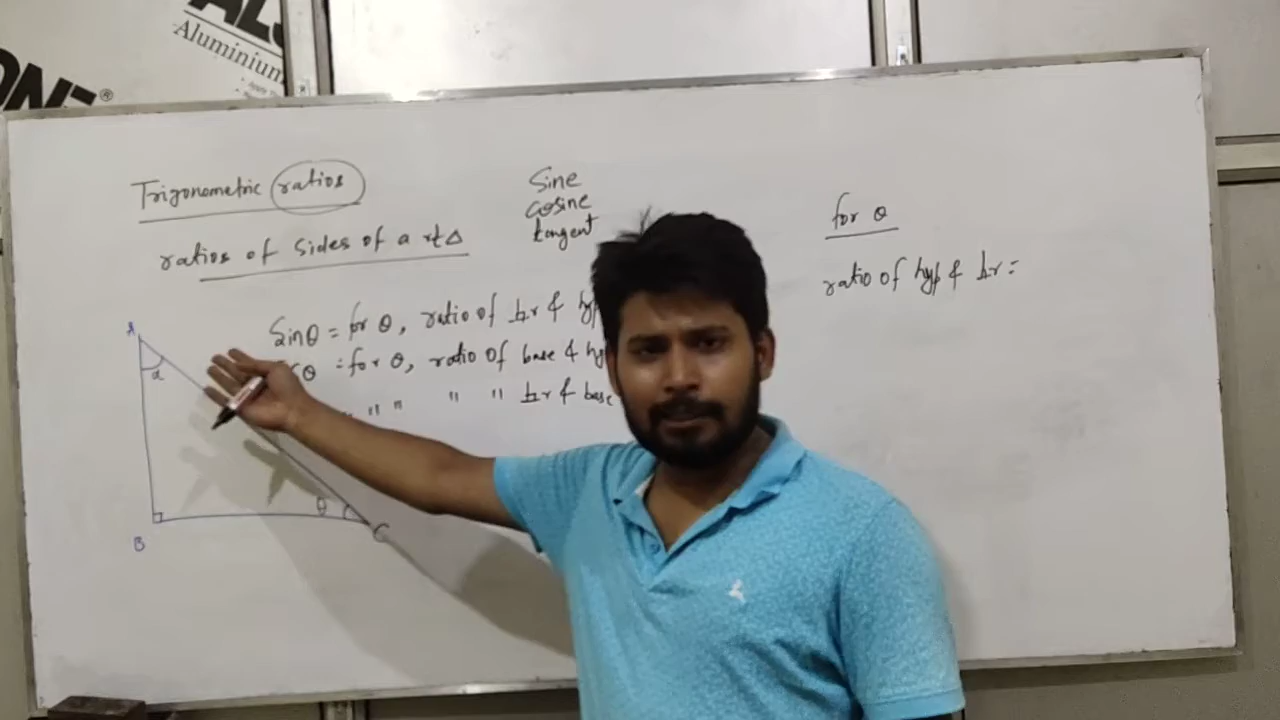 Aluminium
ONE®
Trigonometric ratios
ratios of sides of a rt△
Sine
cosine
tangent
Sinθ = for θ, ratio of ⊥r & hyp
θ = for θ, ratio of base & hy
" " " " ⊥r & base
A
α
B
θ
C
for θ
ratio of hyp & ⊥r =